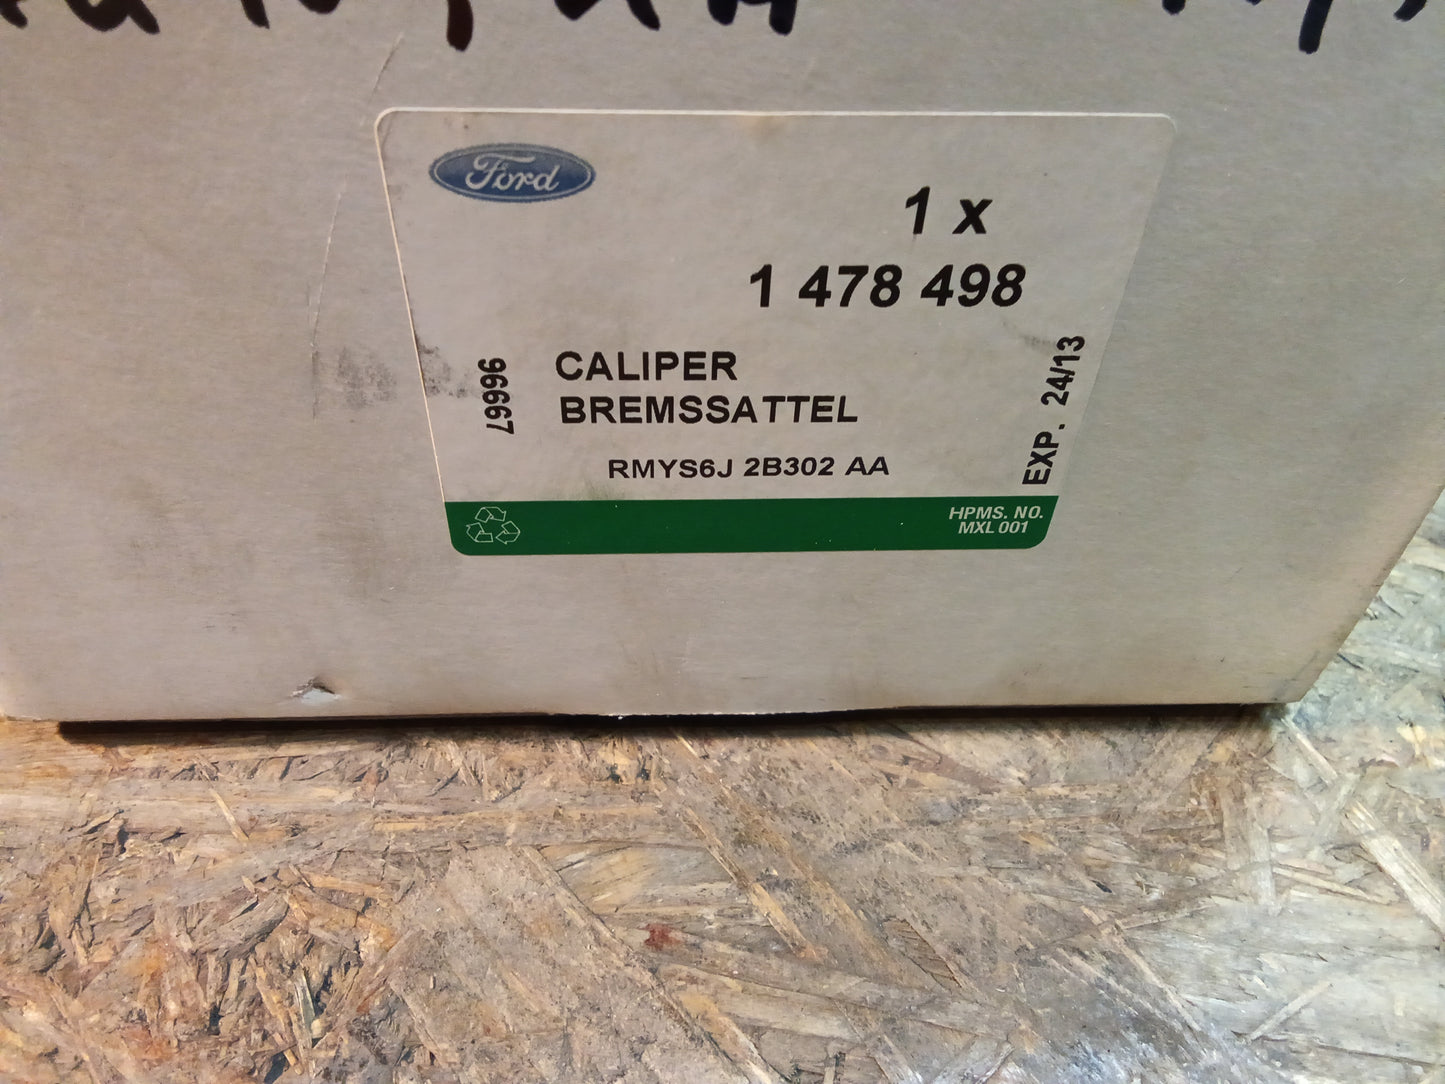 Ford
1 x
1 478 498
96667
CALIPER
BREMSSATTEL
EXP. 24/13
RMYS6J 2B302 AA
HPMS. NO.
MXL 001